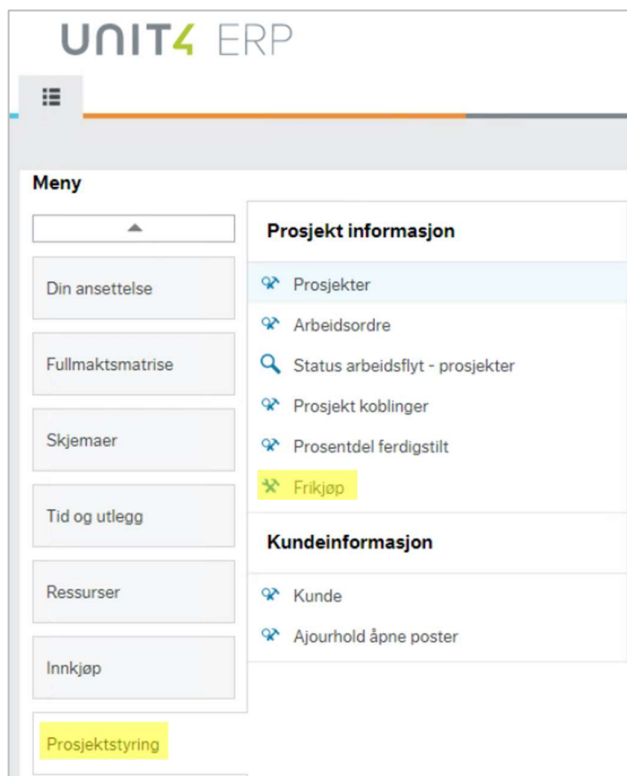 UNIT4 ERP
Meny
Din ansettelse
Fullmaktsmatrise
Skjemaer
Tid og utlegg
Ressurser
Innkjøp
Prosjektstyring
Prosjekt informasjon
Prosjekter
Arbeidsordre
Status arbeidsflyt - prosjekter
Prosjekt koblinger
Prosentdel ferdigstilt
Frikjøp
Kundeinformasjon
Kunde
Ajourhold åpne poster